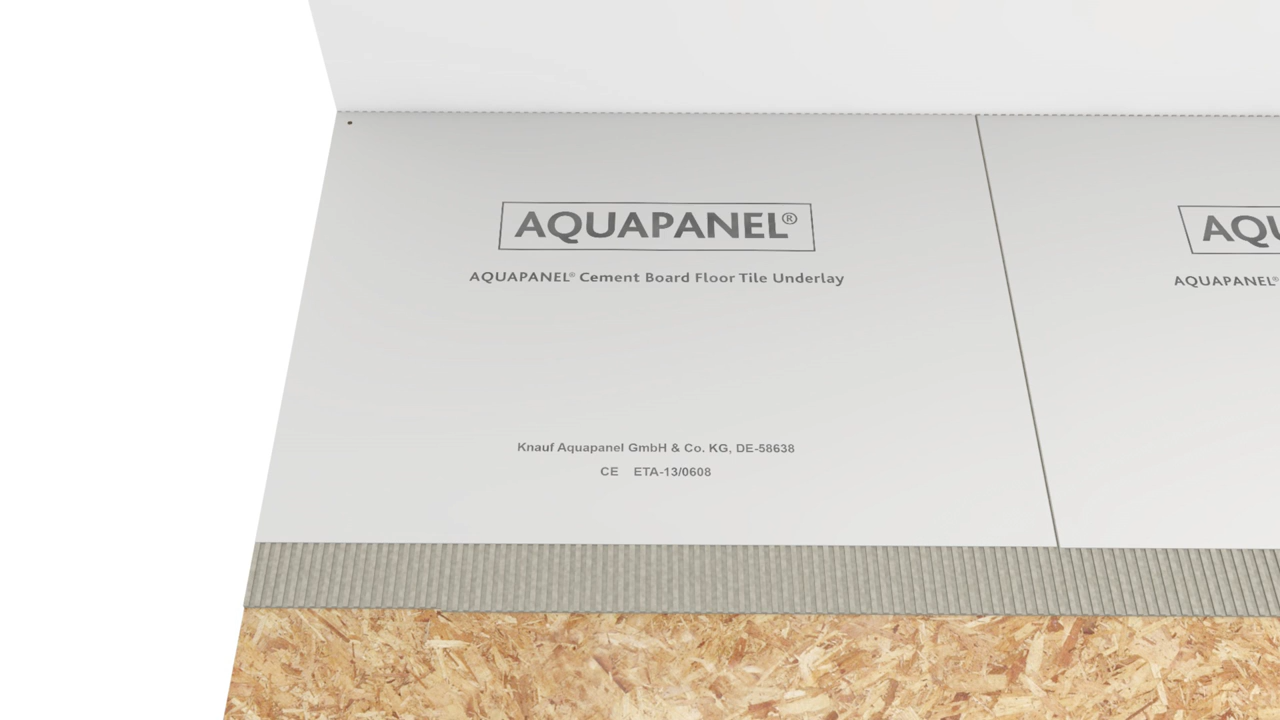 AQUAPANEL®
AQUAPANEL® Cement Board Floor Tile Underlay
Knauf Aquapanel GmbH & Co. KG, DE-58638
CE ETA-13/0608
AQUAPANEL®